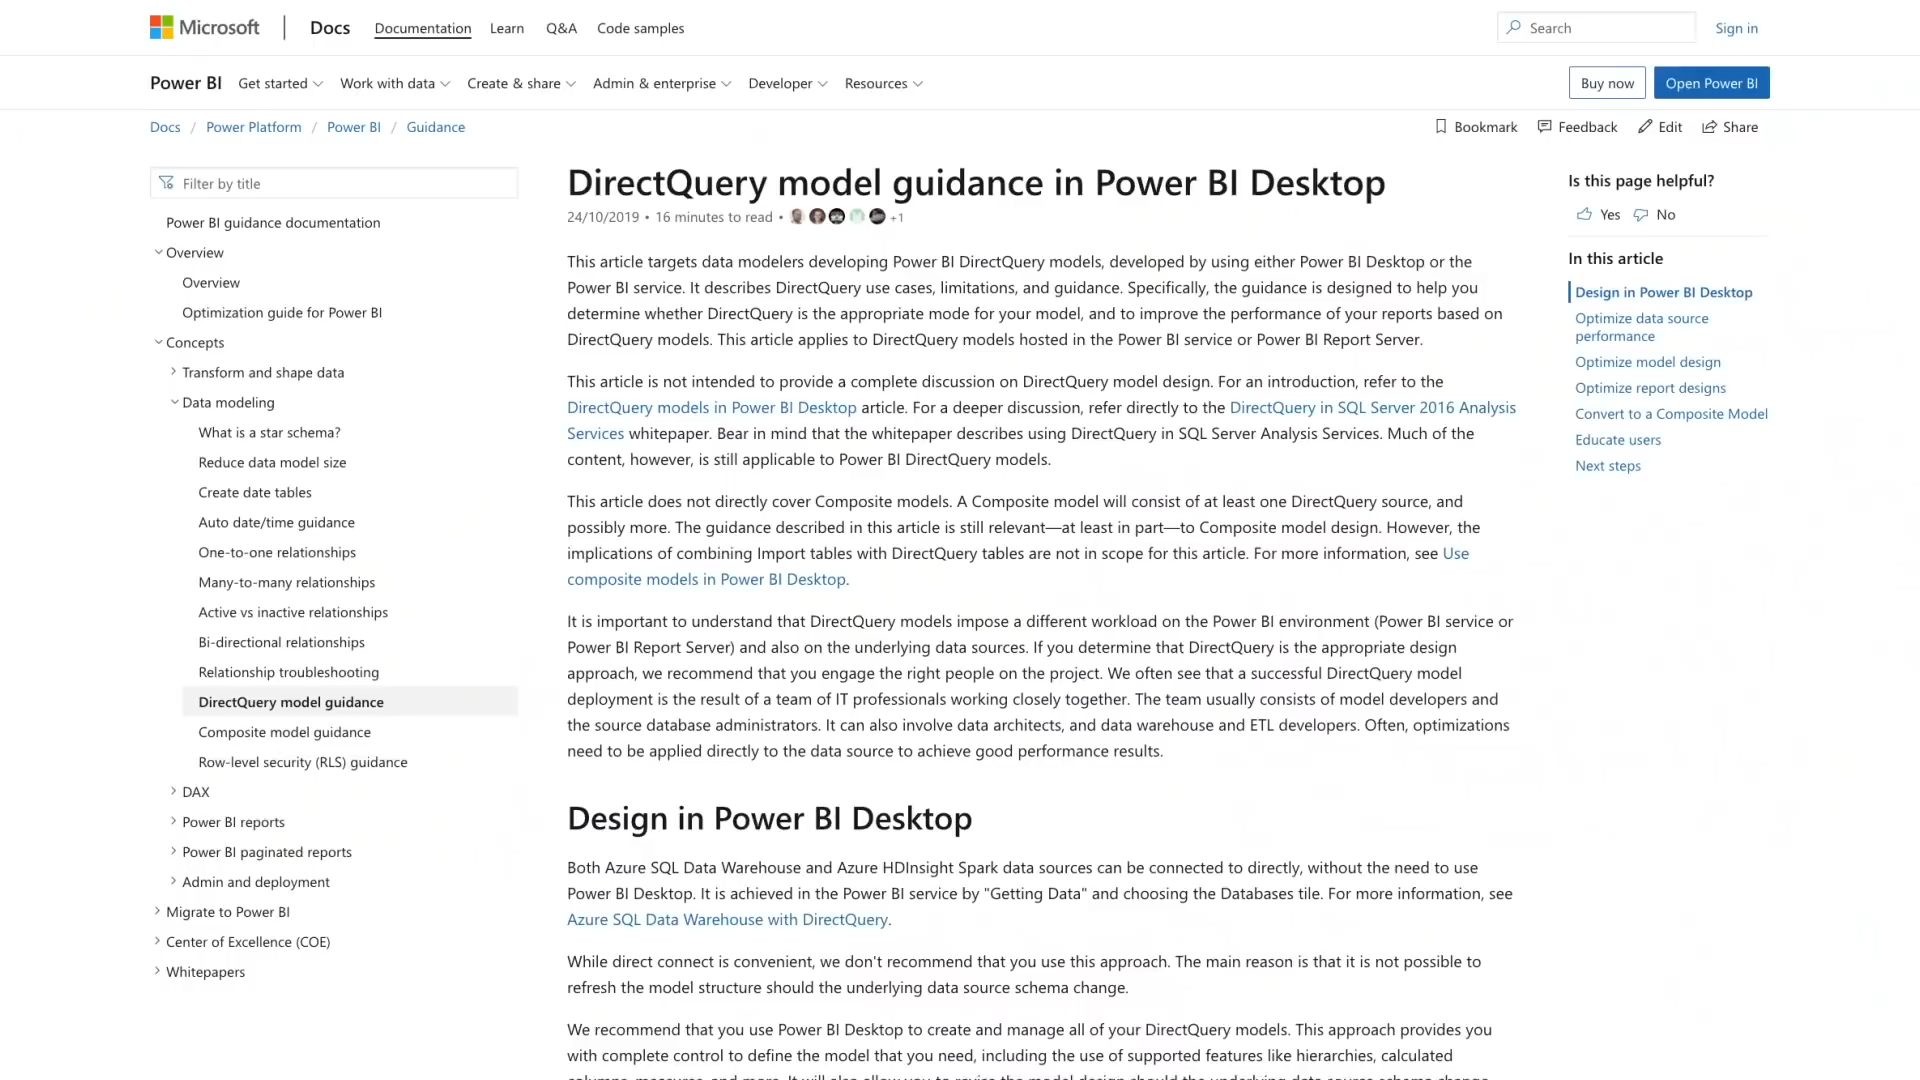 Microsoft Docs Documentation Learn Q&A Code samples Search Sign in
Power BI Get started Work with data Create & share Admin & enterprise Developer Resources Buy now Open Power BI
Docs / Power Platform / Power BI / Guidance Bookmark Feedback Edit Share
Filter by title
Power BI guidance documentation
Overview
Overview
Optimization guide for Power BI
Concepts
Transform and shape data
Data modeling
What is a star schema?
Reduce data model size
Create date tables
Auto date/time guidance
One-to-one relationships
Many-to-many relationships
Active vs inactive relationships
Bi-directional relationships
Relationship troubleshooting
DirectQuery model guidance
Composite model guidance
Row-level security (RLS) guidance
DAX
Power BI reports
Power BI paginated reports
Admin and deployment
Migrate to Power BI
Center of Excellence (COE)
Whitepapers
DirectQuery model guidance in Power BI Desktop
24/10/2019 • 16 minutes to read • +1
This article targets data modelers developing Power BI DirectQuery models, developed by using either Power BI Desktop or the
Power BI service. It describes DirectQuery use cases, limitations, and guidance. Specifically, the guidance is designed to help you
determine whether DirectQuery is the appropriate mode for your model, and to improve the performance of your reports based on
DirectQuery models. This article applies to DirectQuery models hosted in the Power BI service or Power BI Report Server.
This article is not intended to provide a complete discussion on DirectQuery model design. For an introduction, refer to the
DirectQuery models in Power BI Desktop article. For a deeper discussion, refer directly to the DirectQuery in SQL Server 2016 Analysis
Services whitepaper. Bear in mind that the whitepaper describes using DirectQuery in SQL Server Analysis Services. Much of the
content, however, is still applicable to Power BI DirectQuery models.
This article does not directly cover Composite models. A Composite model will consist of at least one DirectQuery source, and
possibly more. The guidance described in this article is still relevant—at least in part—to Composite model design. However, the
implications of combining Import tables with DirectQuery tables are not in scope for this article. For more information, see Use
composite models in Power BI Desktop.
It is important to understand that DirectQuery models impose a different workload on the Power BI environment (Power BI service or
Power BI Report Server) and also on the underlying data sources. If you determine that DirectQuery is the appropriate design
approach, we recommend that you engage the right people on the project. We often see that a successful DirectQuery model
deployment is the result of a team of IT professionals working closely together. The team usually consists of model developers and
the source database administrators. It can also involve data architects, and data warehouse and ETL developers. Often, optimizations
need to be applied directly to the data source to achieve good performance results.
Design in Power BI Desktop
Both Azure SQL Data Warehouse and Azure HDInsight Spark data sources can be connected to directly, without the need to use
Power BI Desktop. It is achieved in the Power BI service by "Getting Data" and choosing the Databases tile. For more information, see
Azure SQL Data Warehouse with DirectQuery.
While direct connect is convenient, we don't recommend that you use this approach. The main reason is that it is not possible to
refresh the model structure should the underlying data source schema change.
We recommend that you use Power BI Desktop to create and manage all of your DirectQuery models. This approach provides you
with complete control to define the model that you need, including the use of supported features like hierarchies, calculated
Is this page helpful?
Yes No
In this article
Design in Power BI Desktop
Optimize data source
performance
Optimize model design
Optimize report designs
Convert to a Composite Model
Educate users
Next steps